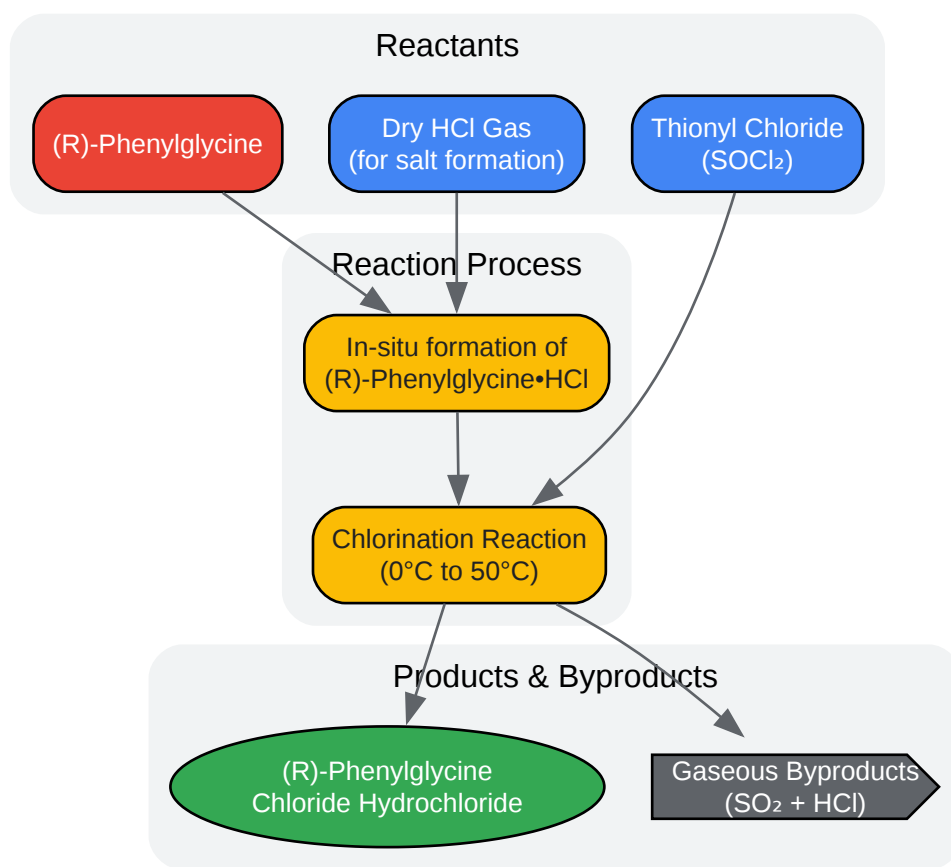 Reactants
(R)-Phenylglycine
Dry HCl Gas
(for salt formation)
Thionyl Chloride
(SOCl₂)
Reaction Process
In-situ formation of
(R)-Phenylglycine•HCl
Chlorination Reaction
(0°C to 50°C)
Products & Byproducts
(R)-Phenylglycine
Chloride Hydrochloride
Gaseous Byproducts
(SO₂ + HCl)